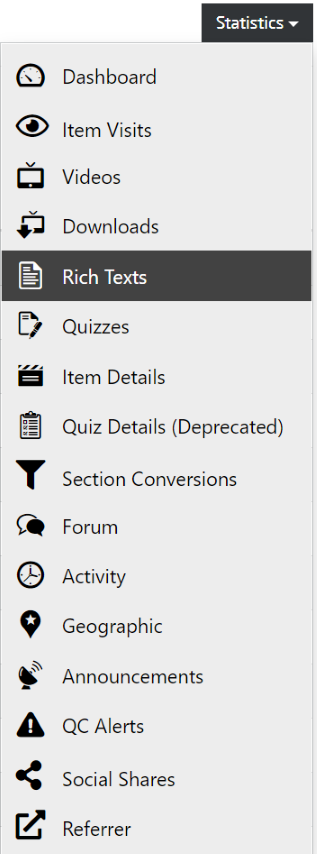 Statistics
Dashboard
Item Visits
Videos
Downloads
Rich Texts
Quizzes
Item Details
Quiz Details (Deprecated)
Section Conversions
Forum
Activity
Geographic
Announcements
QC Alerts
Social Shares
Referrer